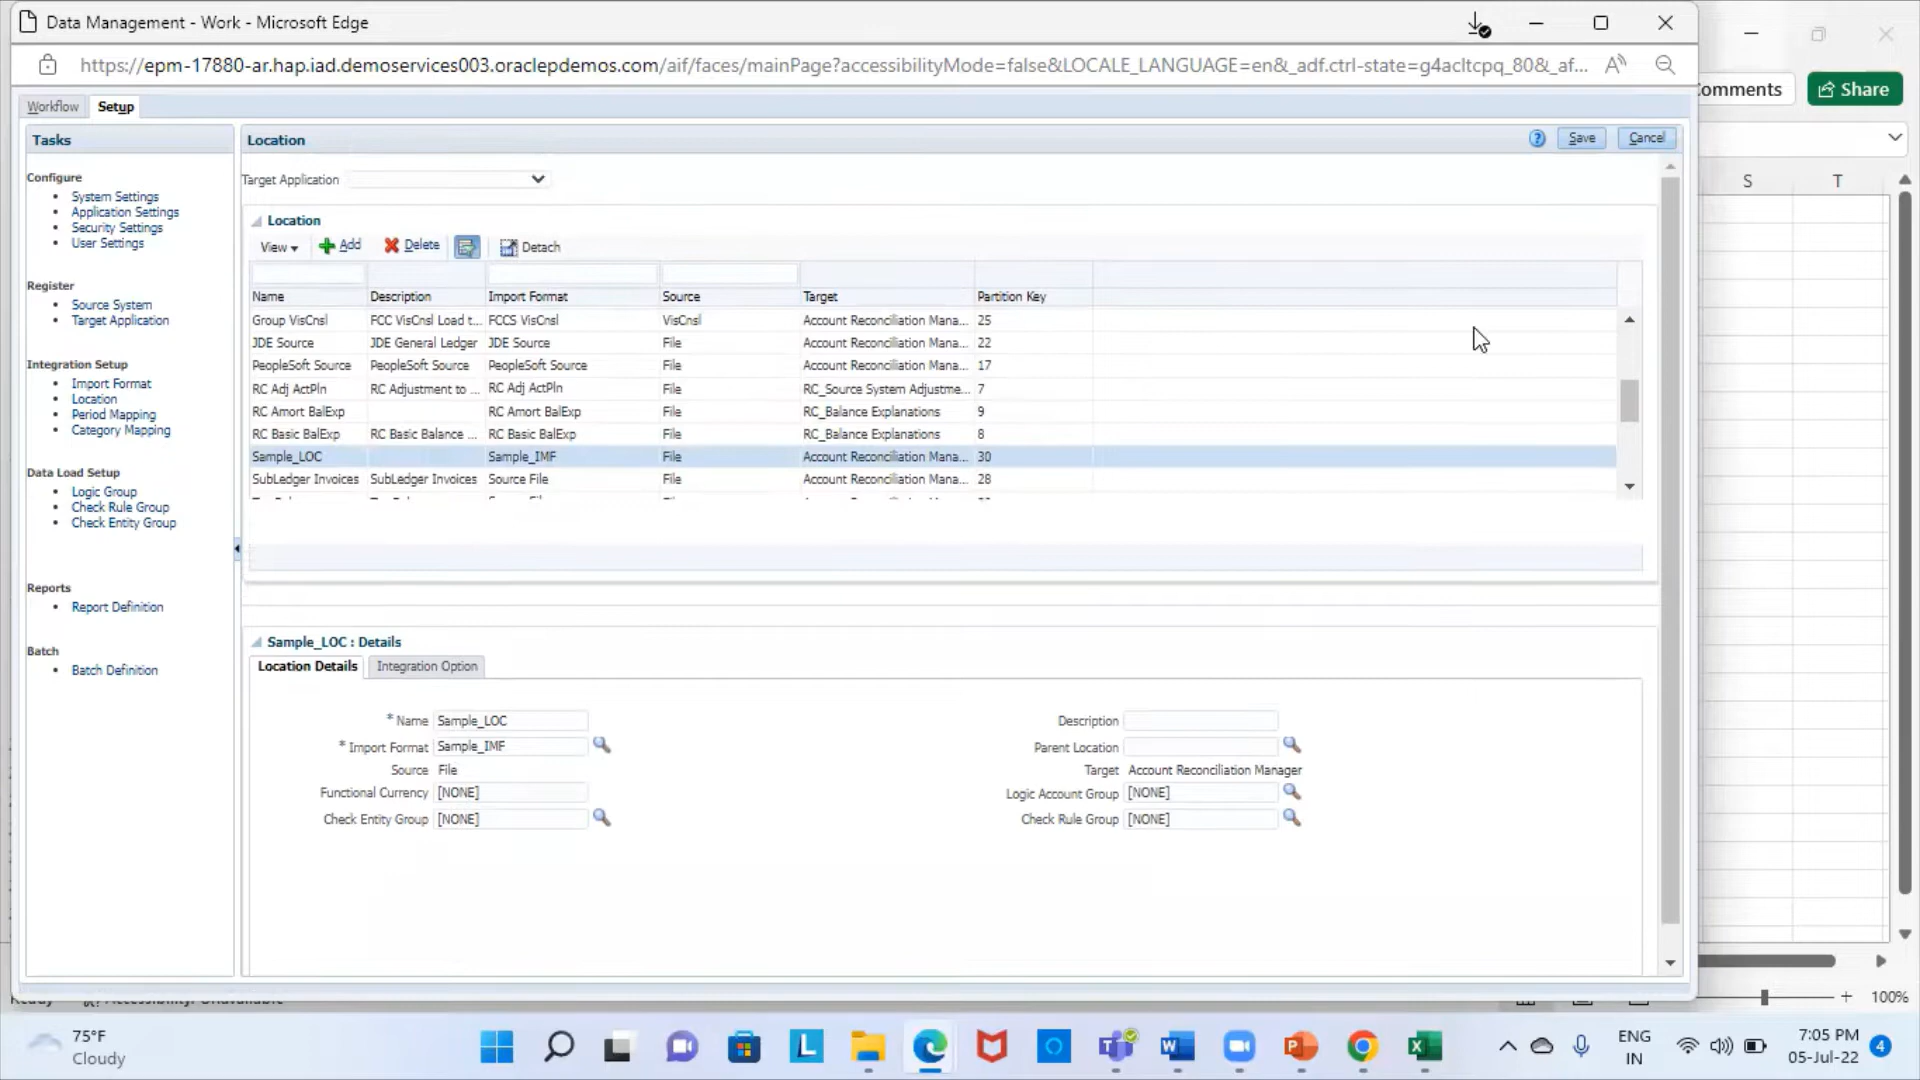 Data Management - Work - Microsoft Edge
https://epm-17880-ar.hap.iad.demoservices003.oraclepdemos.com/aif/faces/mainPage?accessibilityMode=false&LOCALE_LANGUAGE=en&_adf.ctrl-state=g4acltcpq_80&_af...
omments
Share
Workflow
Setup
Tasks
Configure
System Settings
Application Settings
Security Settings
User Settings
Register
Source System
Target Application
Integration Setup
Import Format
Location
Period Mapping
Category Mapping
Data Load Setup
Logic Group
Check Rule Group
Check Entity Group
Reports
Report Definition
Batch
Batch Definition
Location
Save
Cancel
Target Application
Location
View Add Delete Detach
Name Description Import Format Source Target Partition Key
Group VisCnsl FCC VisCnsl Load t... FCCS VisCnsl VisCnsl Account Reconciliation Mana... 25
JDE Source JDE General Ledger JDE Source File Account Reconciliation Mana... 22
PeopleSoft Source PeopleSoft Source PeopleSoft Source File Account Reconciliation Mana... 17
RC Adj ActPln RC Adjustment to ... RC Adj ActPln File RC_Source System Adjustme... 7
RC Amort BalExp RC Amort BalExp File RC_Balance Explanations 9
RC Basic BalExp RC Basic Balance ... RC Basic BalExp File RC_Balance Explanations 8
Sample_LOC Sample_IMF File Account Reconciliation Mana... 30
SubLedger Invoices SubLedger Invoices Source File File Account Reconciliation Mana... 28
Sample_LOC : Details
Location Details Integration Option
* Name Sample_LOC
* Import Format Sample_IMF
Source File
Functional Currency [NONE]
Check Entity Group [NONE]
Description
Parent Location
Target Account Reconciliation Manager
Logic Account Group [NONE]
Check Rule Group [NONE]
S T
100%
75°F
Cloudy
ENG
IN
7:05 PM
05-Jul-22
4